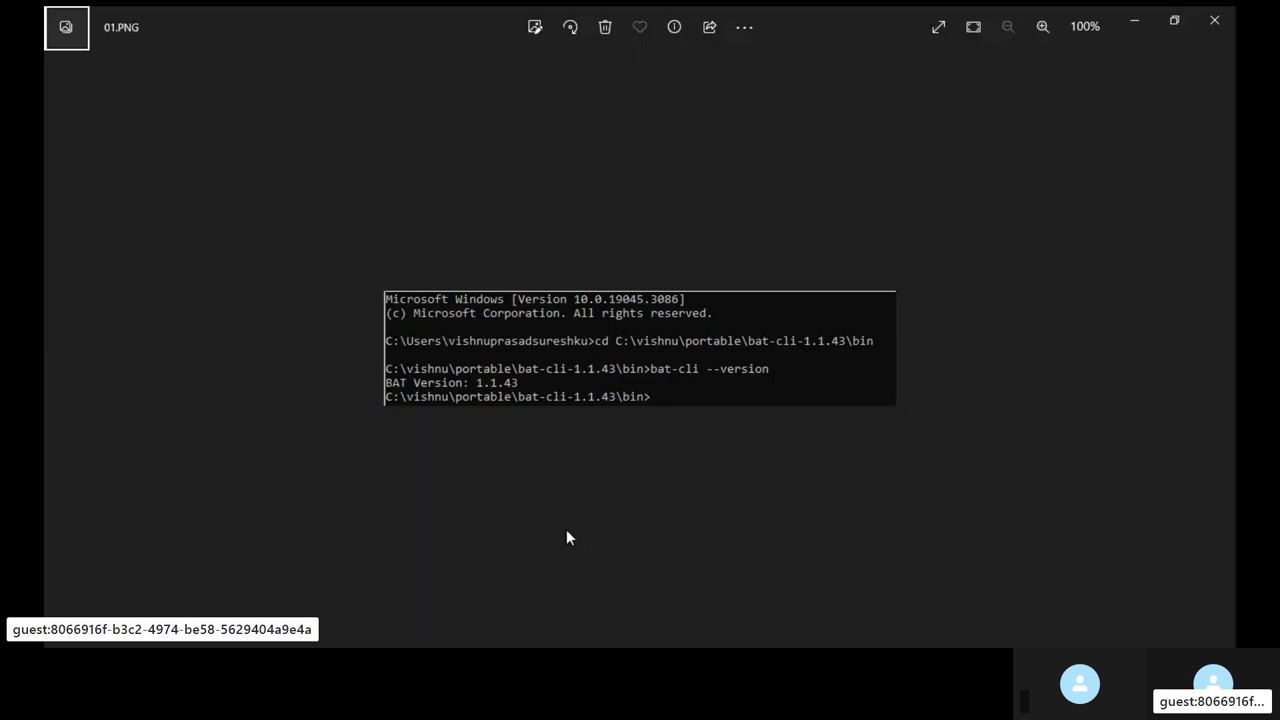 01.PNG
100%
Microsoft Windows [Version 10.0.19045.3086]
(c) Microsoft Corporation. All rights reserved.
C:\Users\vishnuprasadsureshku>cd C:\vishnu\portable\bat-cli-1.1.43\bin
C:\vishnu\portable\bat-cli-1.1.43\bin>bat-cli --version
BAT Version: 1.1.43
C:\vishnu\portable\bat-cli-1.1.43\bin>
guest:8066916f-b3c2-4974-be58-5629404a9e4a
guest:8066916f...